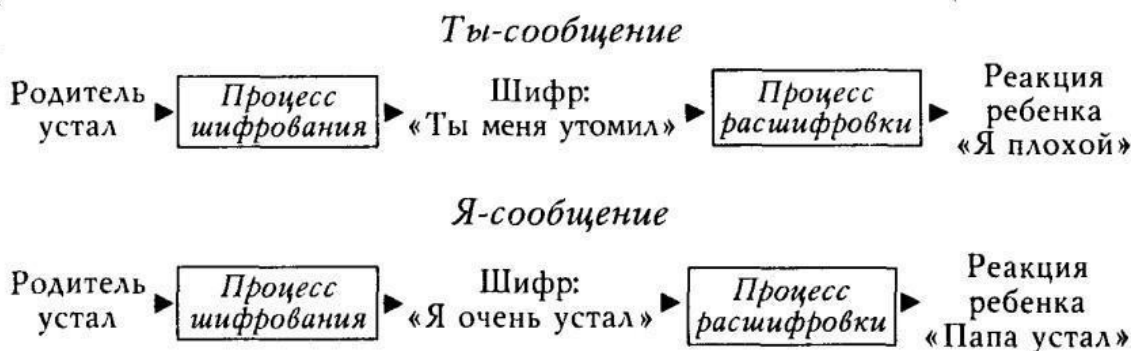 Ты-сообщение
Родитель
устал
Процесс
шифрования
Шифр:
«Ты меня утомил»
Процесс
расшифровки
Реакция
ребенка
«Я плохой»
Я-сообщение
Родитель
устал
Процесс
шифрования
Шифр:
«Я очень устал»
Процесс
расшифровки
Реакция
ребенка
«Папа устал»